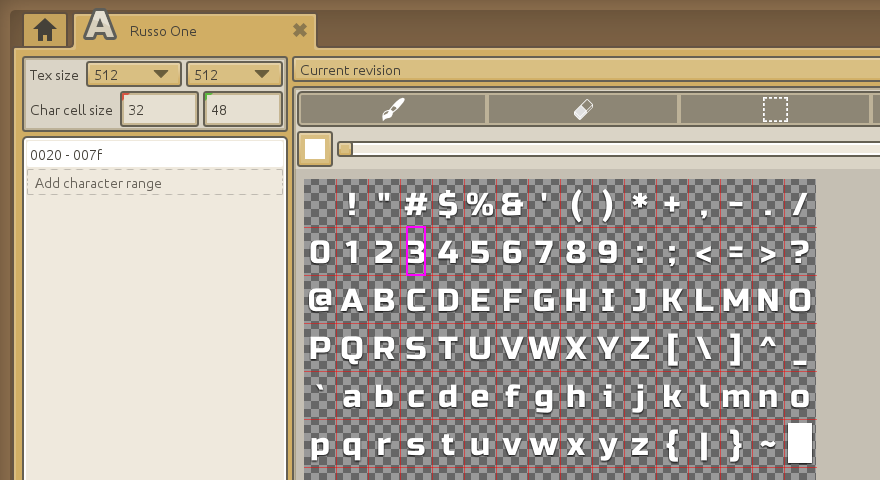 A Russo One
Tex size 512 512
Char cell size 32 48
Current revision
0020 - 007f
Add character range
! " # $ % & ' ( ) * + , - . /
0 1 2 3 4 5 6 7 8 9 : ; < = > ?
@ A B C D E F G H I J K L M N O
P Q R S T U V W X Y Z [ \ ] ^ _
` a b c d e f g h i j k l m n o
p q r s t u v w x y z { | } ~